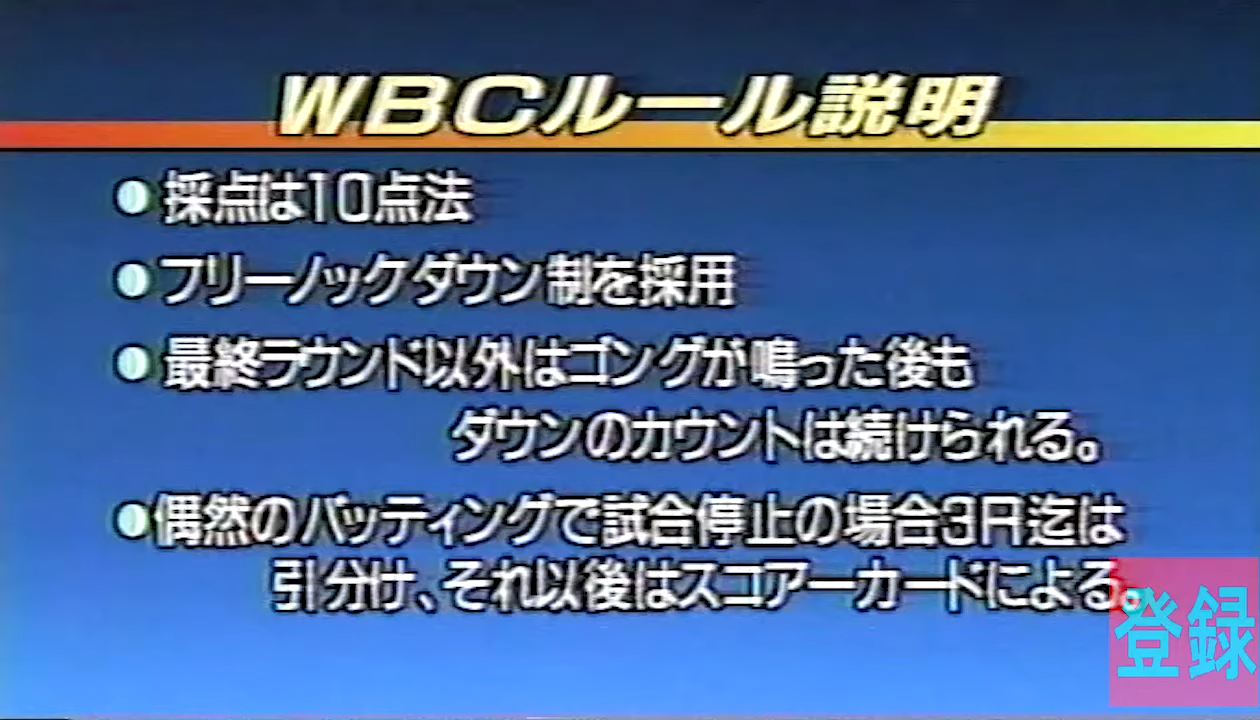 WBCルール説明
●採点は10点法
●フリーノックダウン制を採用
●最終ラウンド以外はゴングが鳴った後も
ダウンのカウントは続けられる。
●偶然のバッティングで試合停止の場合3R迄は
引分け、それ以後はスコアーカードによる。
登録